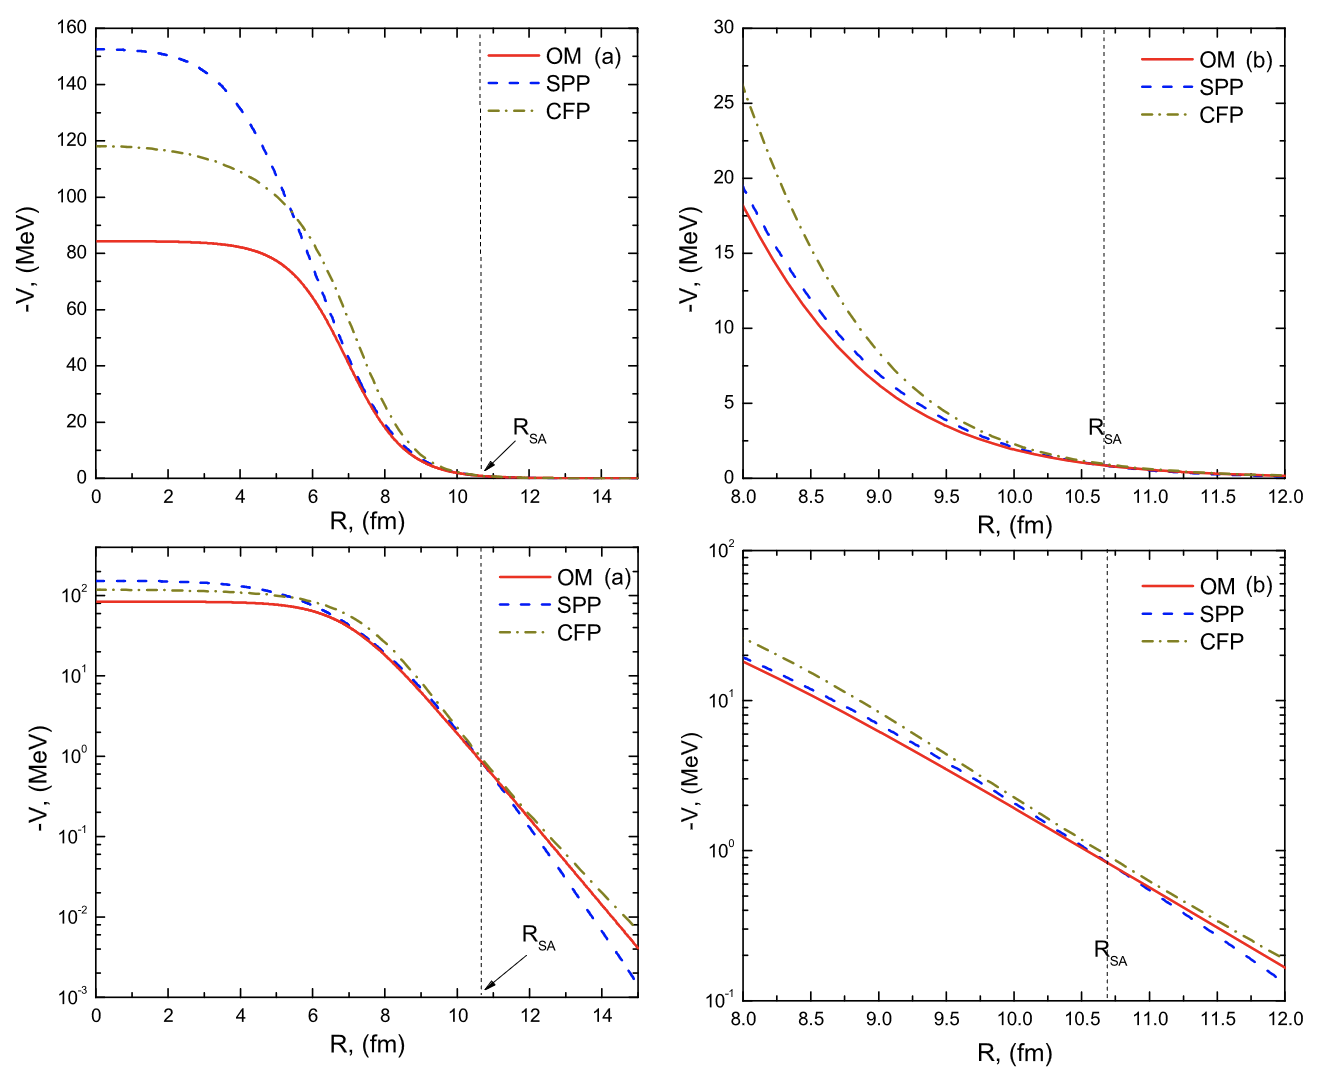 160
140
120
100
80
60
40
20
0
-V, (MeV)
OM (a)
SPP
CFP
R_SA
0 2 4 6 8 10 12 14
R, (fm)
30
25
20
15
10
5
0
-V, (MeV)
OM (b)
SPP
CFP
R_SA
8.0 8.5 9.0 9.5 10.0 10.5 11.0 11.5 12.0
R, (fm)
10^2
10^1
10^0
10^-1
10^-2
10^-3
-V, (MeV)
OM (a)
SPP
CFP
R_SA
0 2 4 6 8 10 12 14
R, (fm)
10^2
10^1
10^0
10^-1
-V, (MeV)
OM (b)
SPP
CFP
R_SA
8.0 8.5 9.0 9.5 10.0 10.5 11.0 11.5 12.0
R, (fm)